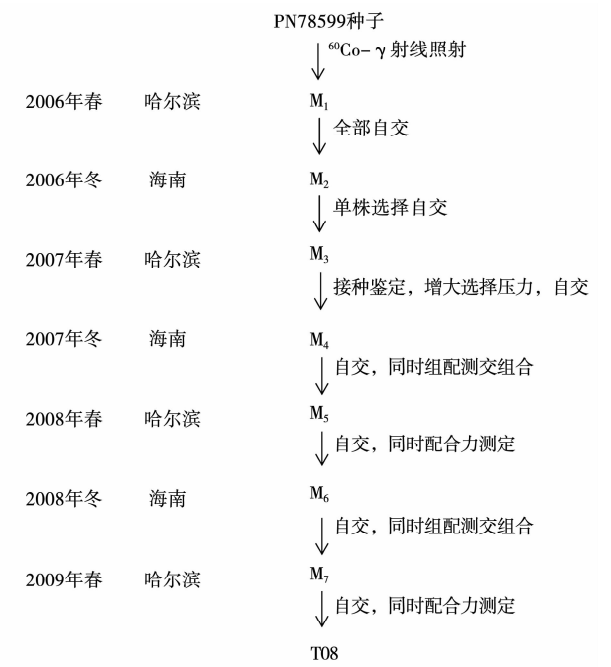 PN78599种子
⁶⁰Co-γ射线照射
2006年春 哈尔滨 M₁
全部自交
2006年冬 海南 M₂
单株选择自交
2007年春 哈尔滨 M₃
接种鉴定，增大选择压力，自交
2007年冬 海南 M₄
自交，同时组配测交组合
2008年春 哈尔滨 M₅
自交，同时配合力测定
2008年冬 海南 M₆
自交，同时组配测交组合
2009年春 哈尔滨 M₇
自交，同时配合力测定
T08